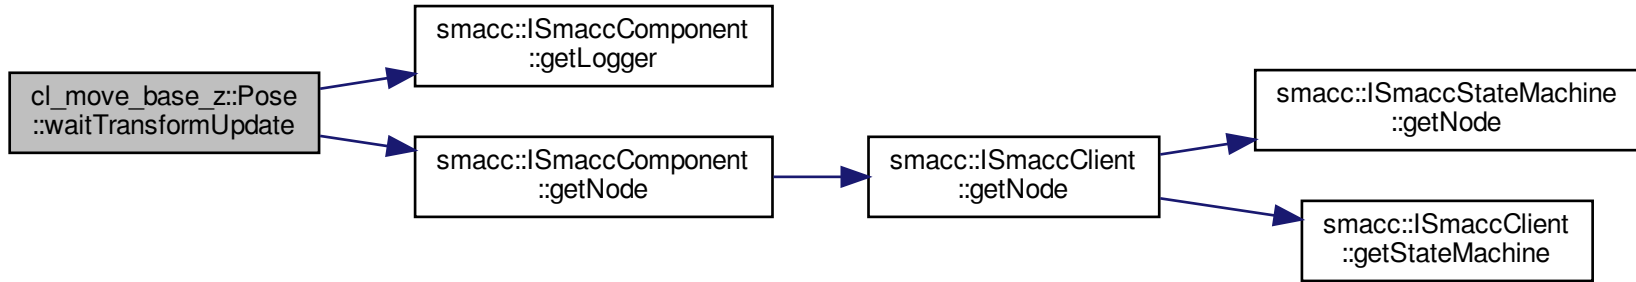 cl_move_base_z::Pose
::waitTransformUpdate
smacc::ISmaccComponent
::getLogger
smacc::ISmaccComponent
::getNode
smacc::ISmaccClient
::getNode
smacc::ISmaccStateMachine
::getNode
smacc::ISmaccClient
::getStateMachine